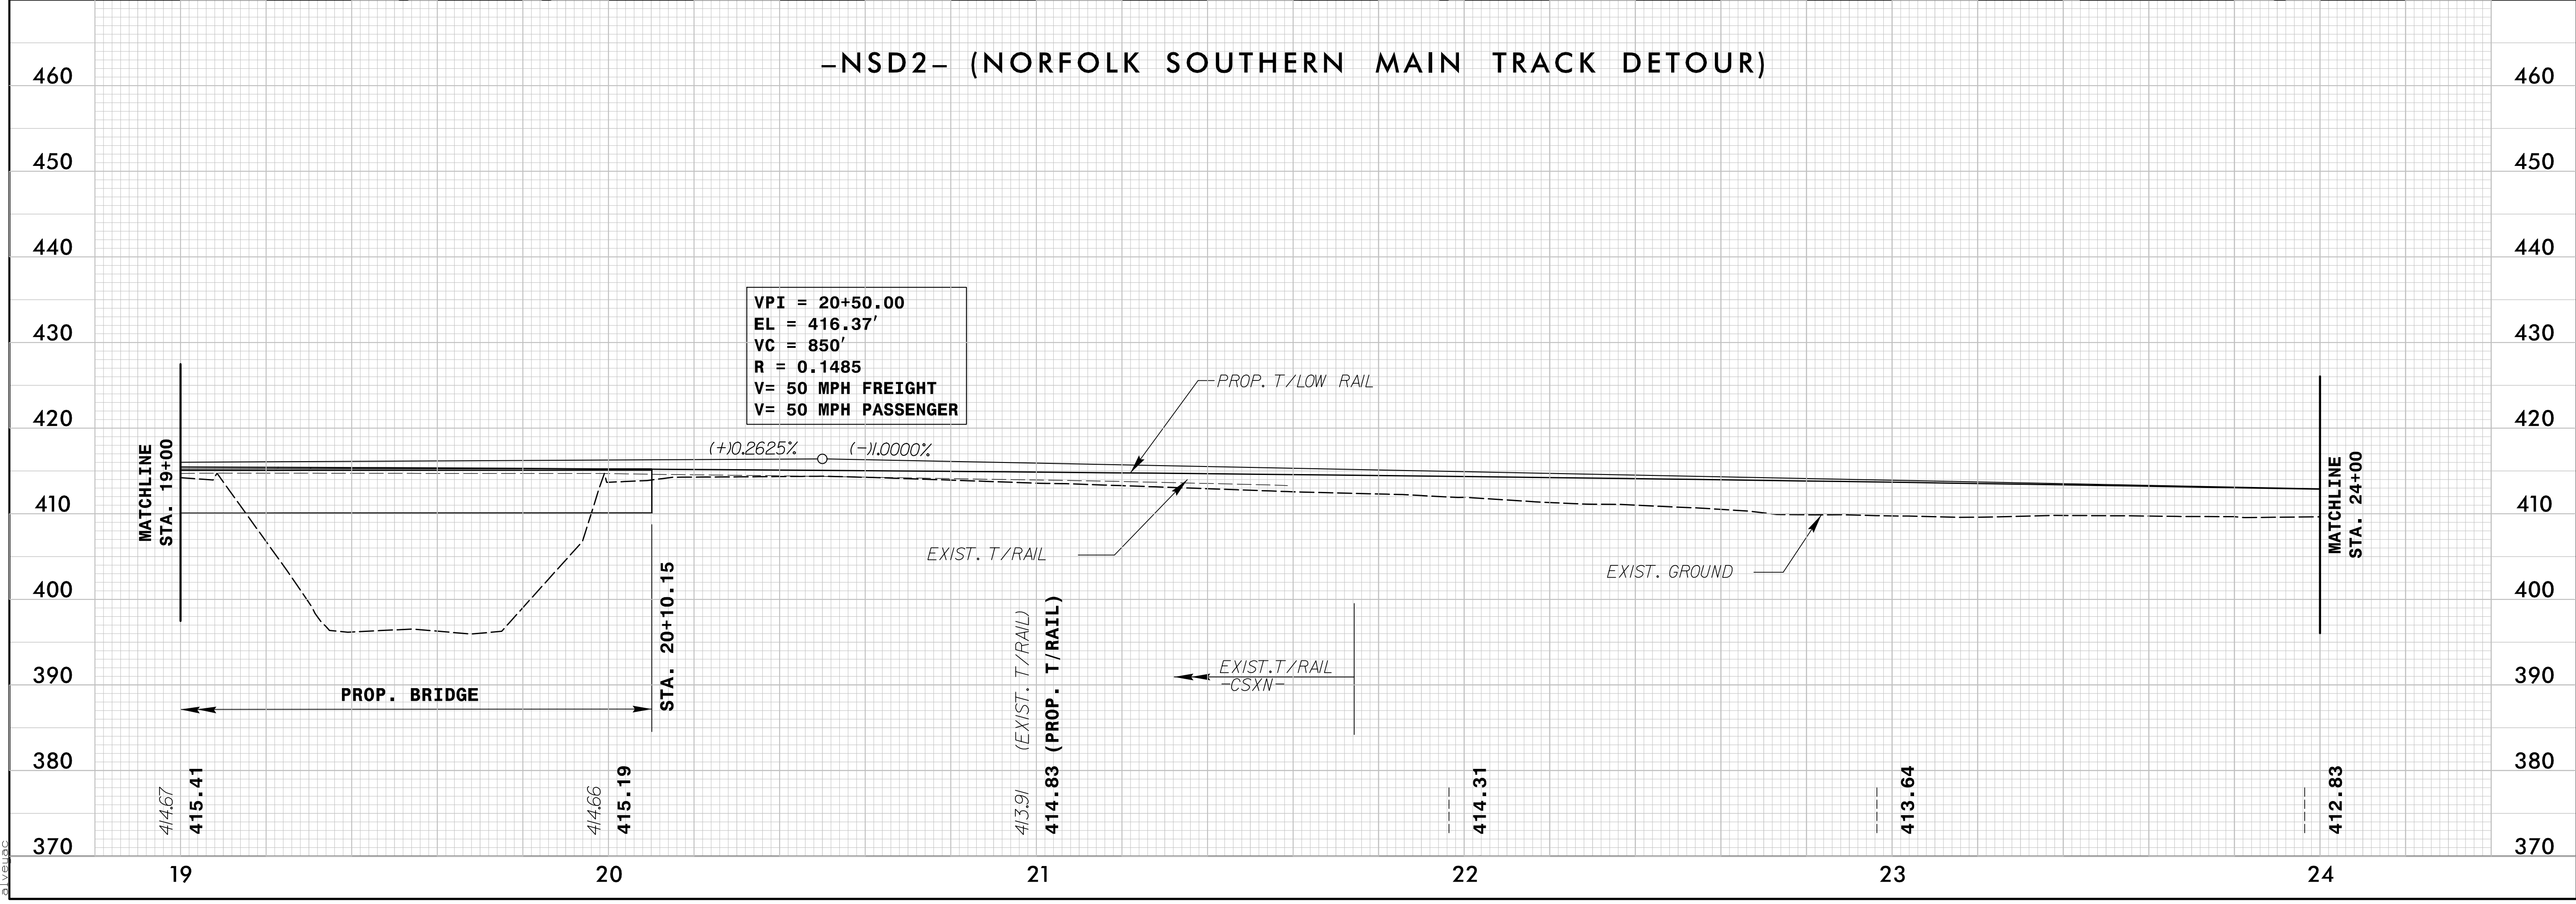 –NSD2– (NORFOLK SOUTHERN MAIN TRACK DETOUR)
460
460
450
450
440
440
430
430
420
420
410
410
400
400
390
390
380
380
370
370
VPI = 20+50.00
EL = 416.37'
VC = 850'
R = 0.1485
V= 50 MPH FREIGHT
V= 50 MPH PASSENGER
(+)0.2625%
(-)1.0000%
PROP. T/LOW RAIL
MATCHLINE
STA. 19+00
EXIST. T/RAIL
EXIST. GROUND
MATCHLINE
STA. 24+00
PROP. BRIDGE
STA. 20+10.15
EXIST.T/RAIL
-CSXN-
414.67
415.41
414.66
415.19
413.91 (EXIST. T/RAIL)
414.83 (PROP. T/RAIL)
414.31
413.64
412.83
19
20
21
22
23
24